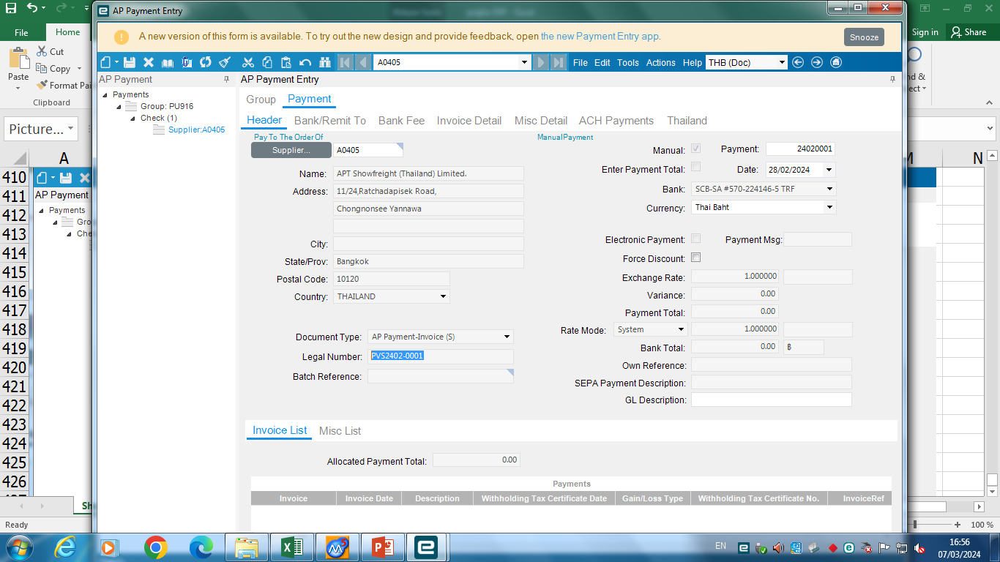 AP Payment Entry
File
Home
Sign in
Share
A new version of this form is available. To try out the new design and provide feedback, open the new Payment Entry app.
Snooze
Cut
Copy
Format Pai
Paste
Clipboard
Picture...
A0405
File Edit Tools Actions Help
THB (Doc)
AP Payment
AP Payment Entry
Payments
Group: PU916
Check (1)
Supplier:A0405
Group Payment
Header Bank/Remit To Bank Fee Invoice Detail Misc Detail ACH Payments Thailand
Pay To The Order Of
Supplier... A0405
Name: APT Showfreight (Thailand) Limited.
Address: 11/24,Ratchadapisek Road,
Chongnonsee Yannawa
City:
State/Prov: Bangkok
Postal Code: 10120
Country: THAILAND
Document Type: AP Payment-Invoice (S)
Legal Number: PVS2402-0001
Batch Reference:
ManualPayment
Manual: Payment: 24020001
Enter Payment Total: Date: 28/02/2024
Bank: SCB-SA #570-224146-5 TRF
Currency: Thai Baht
Electronic Payment: Payment Msg:
Force Discount:
Exchange Rate: 1.000000
Variance: 0.00
Payment Total: 0.00
Rate Mode: System 1.000000
Bank Total: 0.00 ฿
Own Reference:
SEPA Payment Description:
GL Description:
Invoice List Misc List
Allocated Payment Total: 0.00
Payments
Invoice Invoice Date Description Withholding Tax Certificate Date Gain/Loss Type Withholding Tax Certificate No. InvoiceRef
A
M
N
410
411
412
413
414
415
416
417
418
419
420
421
422
423
424
425
426
AP Payment
Payments
Gro
Che
nd &
ect
Sh
Ready
100 %
EN
16:56
07/03/2024